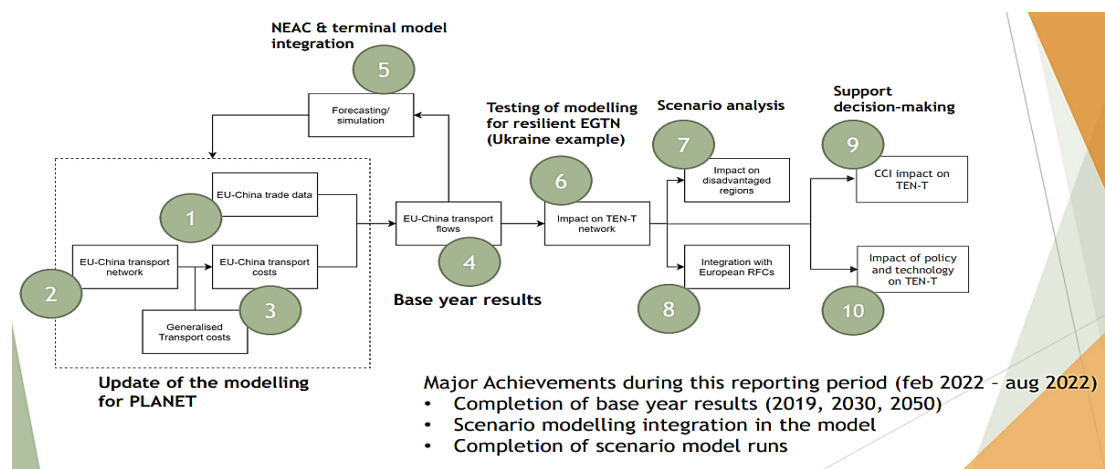 NEAC & terminal model
integration
5
Forecasting/
simulation
Testing of modelling
for resilient EGTN
(Ukraine example)
Scenario analysis
Support
decision-making
7
9
Impact on
disadvantaged
regions
CCI impact on
TEN-T
6
1
EU-China trade data
EU-China transport
flows
Impact on TEN-T
network
4
Base year results
2
EU-China transport
network
EU-China transport
costs
3
Generalised
Transport costs
Integration with
European RFCs
8
Impact of policy
and technology
on TEN-T
10
Update of the modelling
for PLANET
Major Achievements during this reporting period (feb 2022 - aug 2022)
• Completion of base year results (2019, 2030, 2050)
• Scenario modelling integration in the model
• Completion of scenario model runs